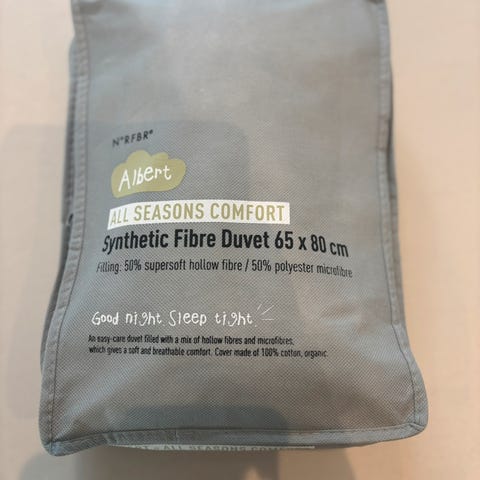 N°RFBR°
Albert
ALL SEASONS COMFORT
Synthetic Fibre Duvet 65 x 80 cm
Filling: 50% supersoft hollow fibre / 50% polyester microfibre
Good night. Sleep tight.
An easy-care duvet filled with a mix of hollow fibres and microfibres,
which gives a soft and breathable comfort. Cover made of 100% cotton, organic.
ALL SEASONS